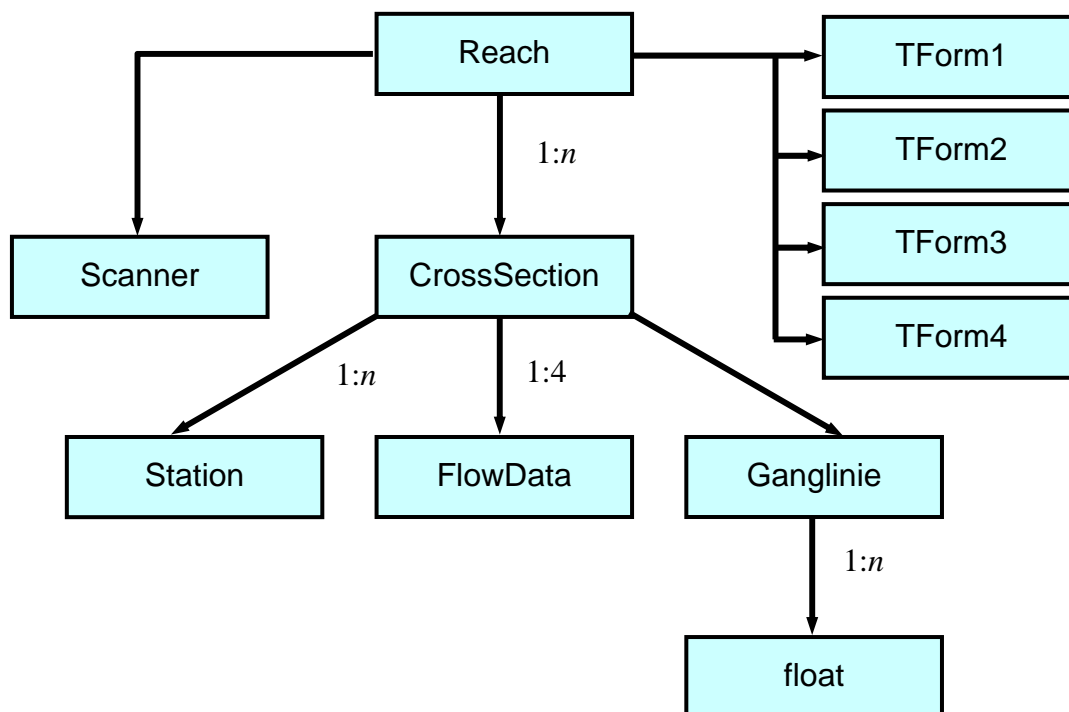 Reach
TForm1
TForm2
1:n
TForm3
Scanner
CrossSection
TForm4
1:n
1:4
Station
FlowData
Ganglinie
1:n
float